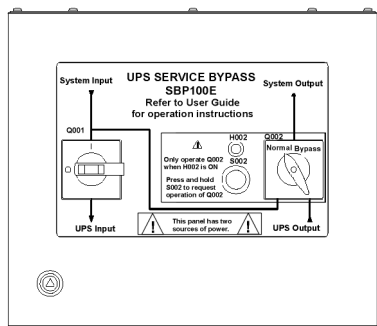 UPS SERVICE BYPASS
SBP100E
Refer to User Guide
for operation instructions
System Input
System Output
Q001
I
O
UPS Input
H002
Q002
Only operate Q002
when H002 is ON
S002
Press and hold
S002 to request
operation of Q002
Normal Bypass
! This panel has two !
sources of power.
UPS Output